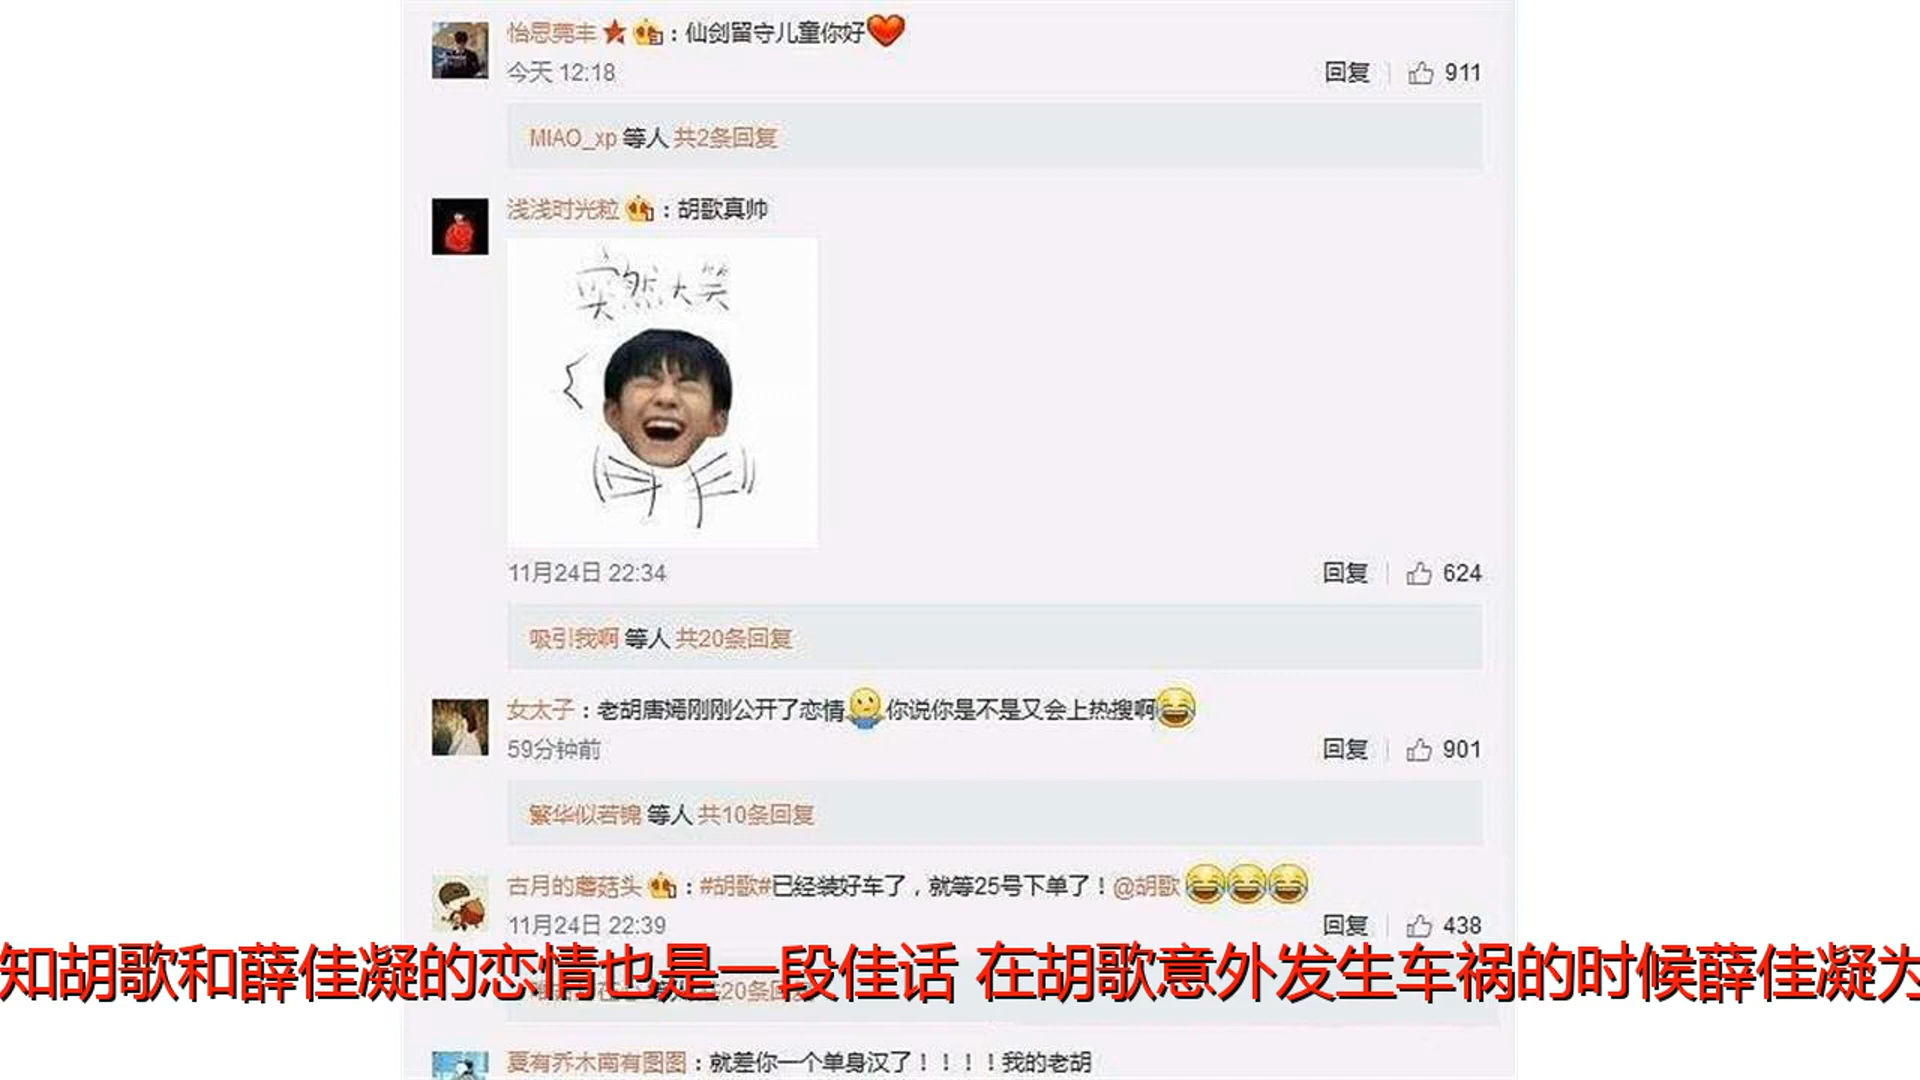 怡思莞丰：仙剑留守儿童你好
今天 12:18
回复 911
MIAO_xp 等人 共2条回复
浅浅时光粒：胡歌真帅
突然大笑
11月24日 22:34
回复 624
吸引我啊 等人 共20条回复
女太子：老胡唐嫣刚刚公开了恋情你说你是不是又会上热搜啊
59分钟前
回复 901
繁华似若锦 等人 共10条回复
古月的蘑菇头：#胡歌#已经装好车了，就等25号下单了！@胡歌
11月24日 22:39
回复 438
知胡歌和薛佳凝的恋情也是一段佳话 在胡歌意外发生车祸的时候薛佳凝为
等人 共20条回复
夏有乔木南有图图：就差你一个单身汉了！！！！我的老胡